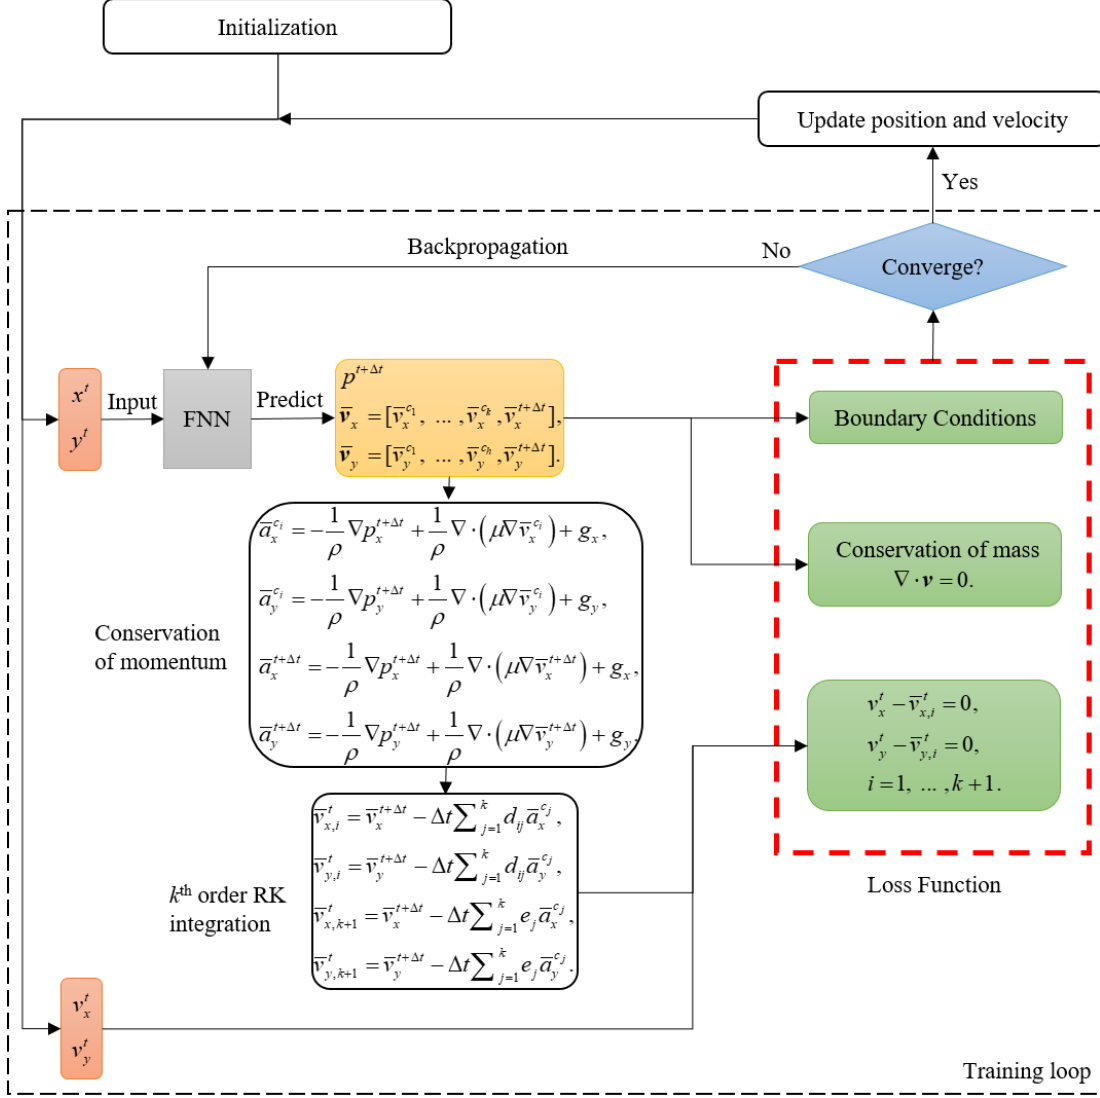 Initialization
Update position and velocity
Yes
Backpropagation
No
Converge?
x^t
y^t
Input
FNN
Predict
p^{t+Δt}
v̄_x = [v̄_x^{c_1}, ... , v̄_x^{c_k}, v̄_x^{t+Δt}],
v̄_y = [v̄_y^{c_1}, ... , v̄_y^{c_k}, v̄_y^{t+Δt}].
Boundary Conditions
Conservation of mass
∇·v = 0.
Conservation
of momentum
ā_x^{c_i} = −(1/ρ)∇p_x^{t+Δt} + (1/ρ)∇·(μ∇v̄_x^{c_i}) + g_x,
ā_y^{c_i} = −(1/ρ)∇p_y^{t+Δt} + (1/ρ)∇·(μ∇v̄_y^{c_i}) + g_y,
ā_x^{t+Δt} = −(1/ρ)∇p_x^{t+Δt} + (1/ρ)∇·(μ∇v̄_x^{t+Δt}) + g_x,
ā_y^{t+Δt} = −(1/ρ)∇p_y^{t+Δt} + (1/ρ)∇·(μ∇v̄_y^{t+Δt}) + g_y,
v_x^t − v̄_{x,i}^t = 0,
v_y^t − v̄_{y,i}^t = 0,
i = 1, ... , k+1.
Loss Function
k^{th} order RK
integration
v̄_{x,i}^t = v̄_x^{t+Δt} − Δt∑_{j=1}^k d_{ij} ā_x^{c_j},
v̄_{y,i}^t = v̄_y^{t+Δt} − Δt∑_{j=1}^k d_{ij} ā_y^{c_j},
v̄_{x,k+1}^t = v̄_x^{t+Δt} − Δt∑_{j=1}^k e_j ā_x^{c_j},
v̄_{y,k+1}^t = v̄_y^{t+Δt} − Δt∑_{j=1}^k e_j ā_y^{c_j}.
v_x^t
v_y^t
Training loop